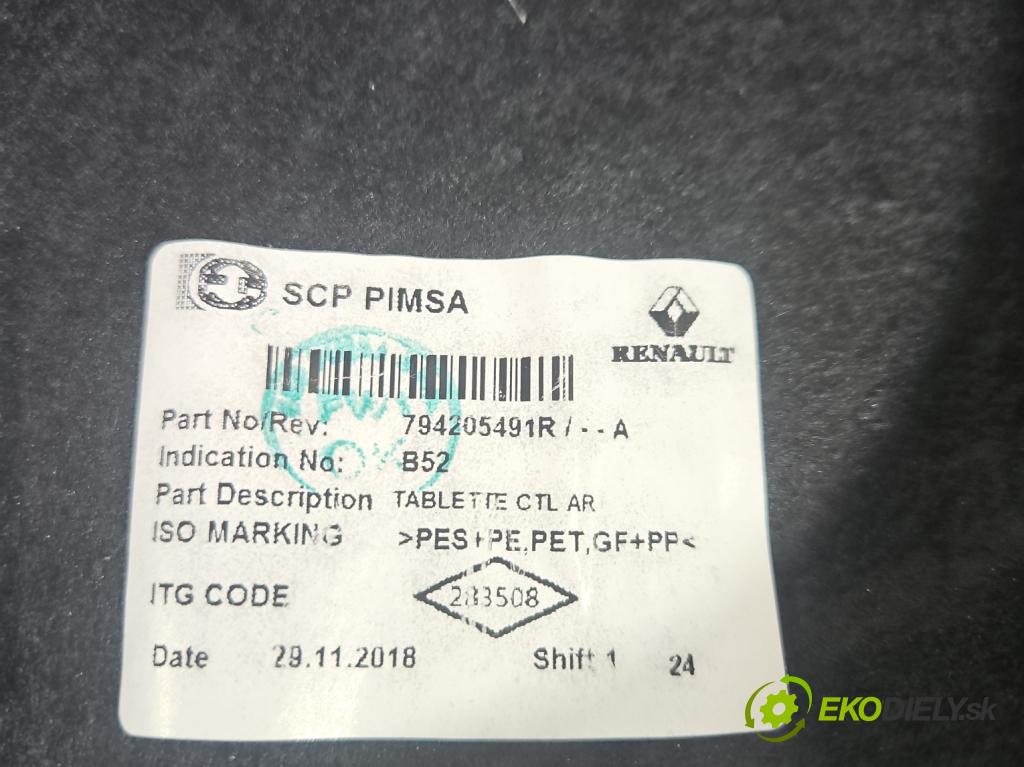 SCP PIMSA
RENAULT
Part No/Rev: 794205491R / - - A
Indication No: B52
Part Description TABLETTE CTL AR
ISO MARKING >PES+PE,PET,GF+PP<
ITG CODE 283508
Date 29.11.2018 Shift 1 24
EKODIELY.sk